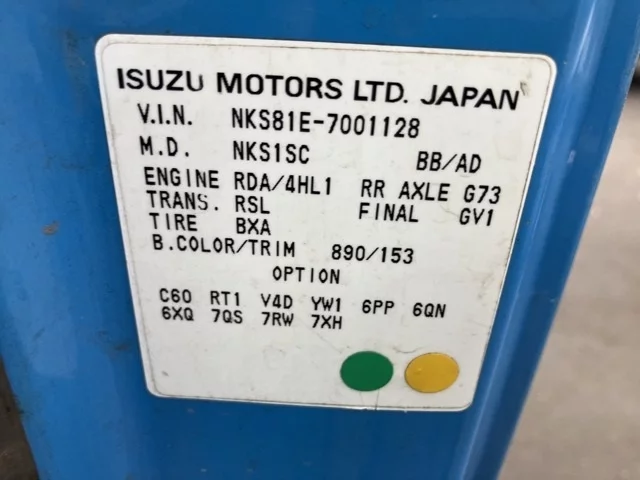 ISUZU MOTORS LTD. JAPAN
V.I.N. NKS81E-7001128
M.D. NKS1SC BB/AD
ENGINE RDA/4HL1 RR AXLE G73
TRANS. RSL FINAL GV1
TIRE BXA
B.COLOR/TRIM 890/153
OPTION
C60 RT1 V4D YW1 6PP 6QN
6XQ 7QS 7RW 7XH